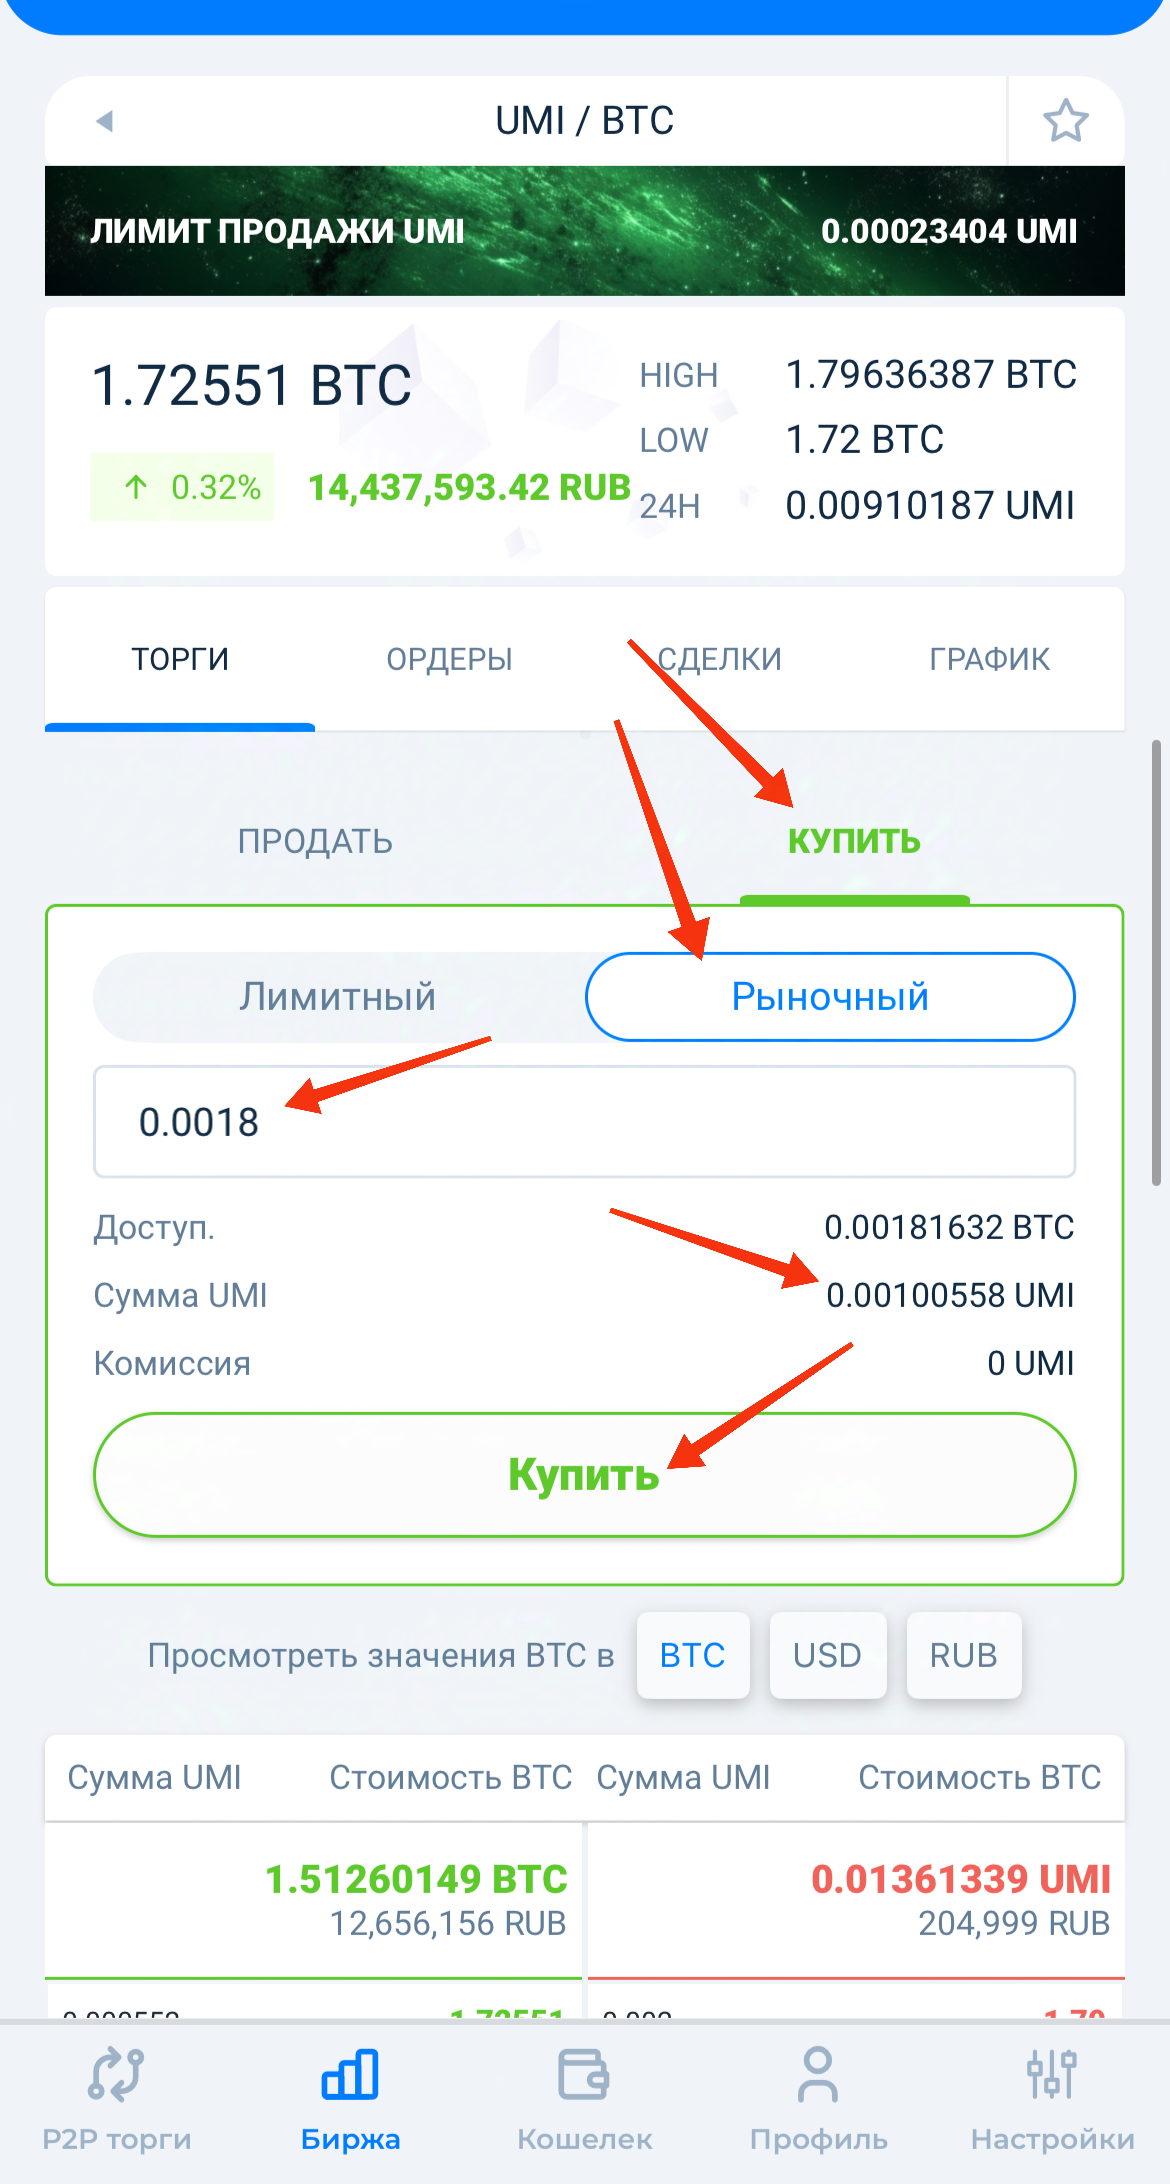 UMI / BTC
ЛИМИТ ПРОДАЖИ UMI 0.00023404 UMI
1.72551 BTC
HIGH 1.79636387 BTC
LOW 1.72 BTC
↑ 0.32% 14,437,593.42 RUB
24H 0.00910187 UMI
ТОРГИ ОРДЕРЫ СДЕЛКИ ГРАФИК
ПРОДАТЬ КУПИТЬ
Лимитный Рыночный
0.0018
Доступ. 0.00181632 BTC
Сумма UMI 0.00100558 UMI
Комиссия 0 UMI
Купить
Просмотреть значения BTC в BTC USD RUB
Сумма UMI Стоимость BTC Сумма UMI Стоимость BTC
1.51260149 BTC 0.01361339 UMI
12,656,156 RUB 204,999 RUB
1.72551
P2P торги Биржа Кошелек Профиль Настройки